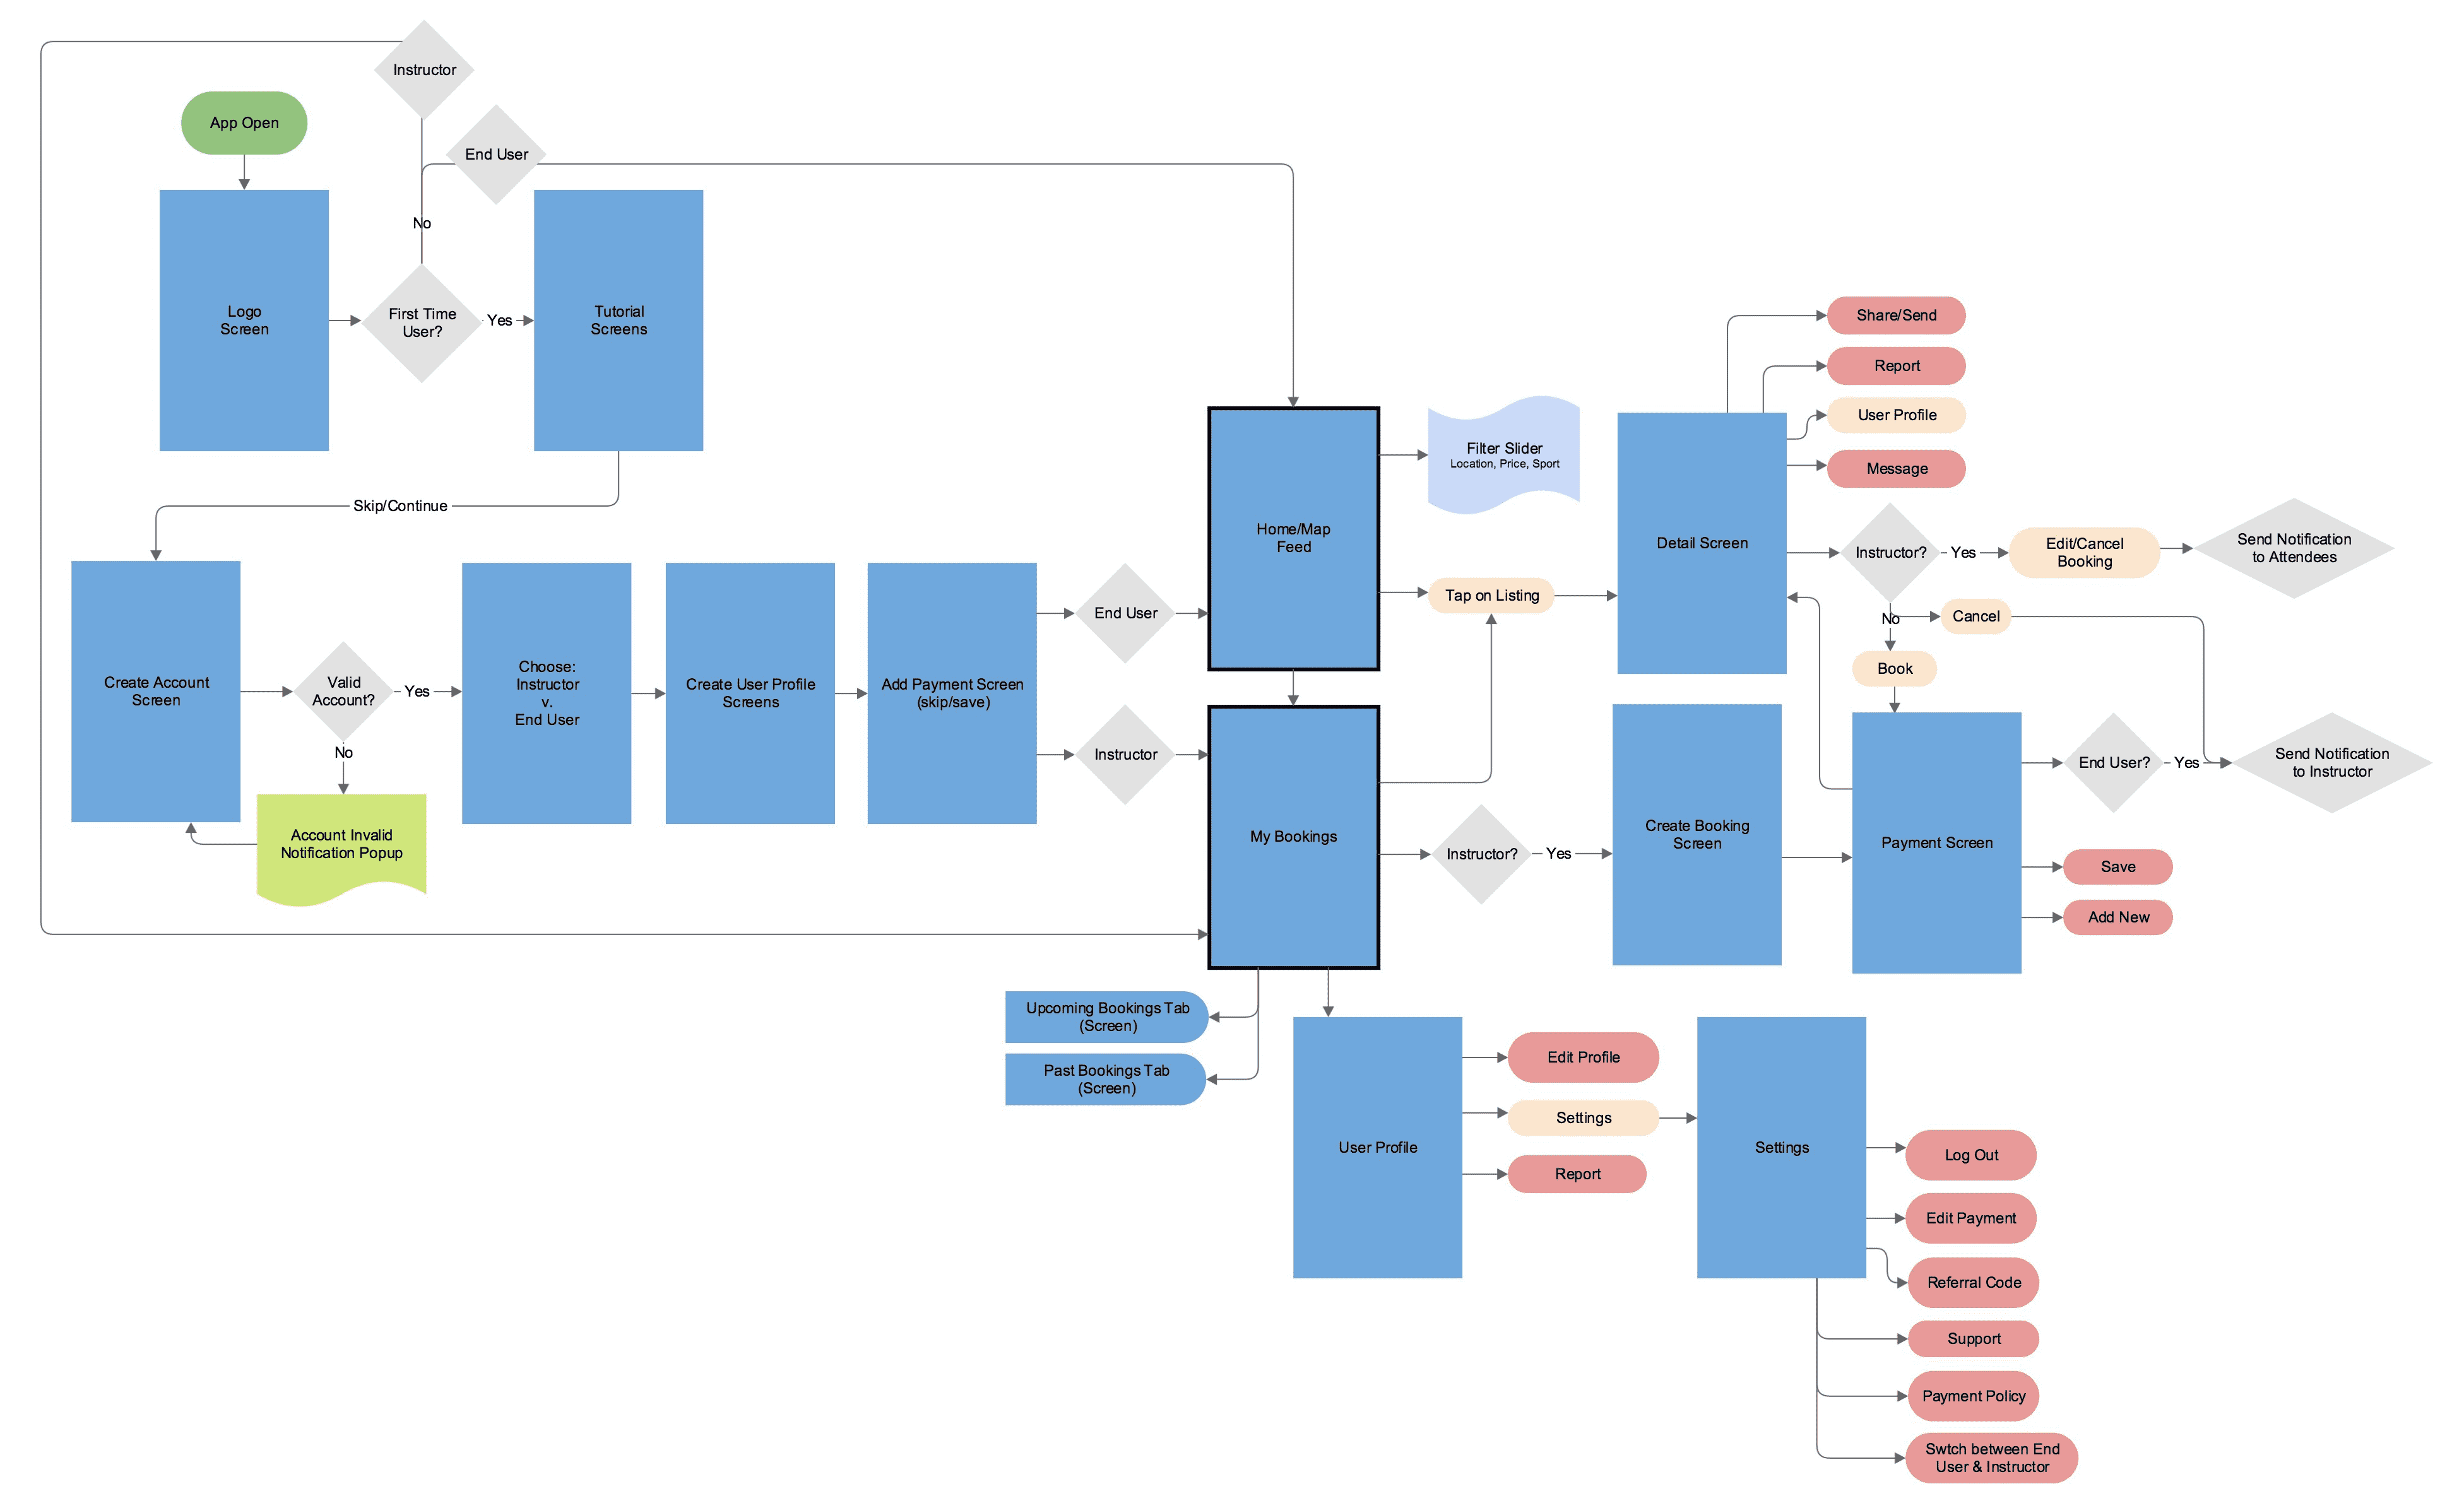 Instructor
App Open
End User
No
Logo
Screen
First Time
User?
Yes
Tutorial
Screens
Skip/Continue
Create Account
Screen
Valid
Account?
Yes
No
Account Invalid
Notification Popup
Choose:
Instructor
v.
End User
Create User Profile
Screens
Add Payment Screen
(skip/save)
End User
Instructor
Home/Map
Feed
Filter Slider
Location, Price, Sport
Tap on Listing
Detail Screen
Share/Send
Report
User Profile
Message
Instructor?
Yes
Edit/Cancel
Booking
Send Notification
to Attendees
No
Cancel
Book
My Bookings
Instructor?
Yes
Create Booking
Screen
Payment Screen
End User?
Yes
Send Notification
to Instructor
Save
Add New
Upcoming Bookings Tab
(Screen)
Past Bookings Tab
(Screen)
User Profile
Edit Profile
Settings
Report
Settings
Log Out
Edit Payment
Referral Code
Support
Payment Policy
Swtch between End
User & Instructor